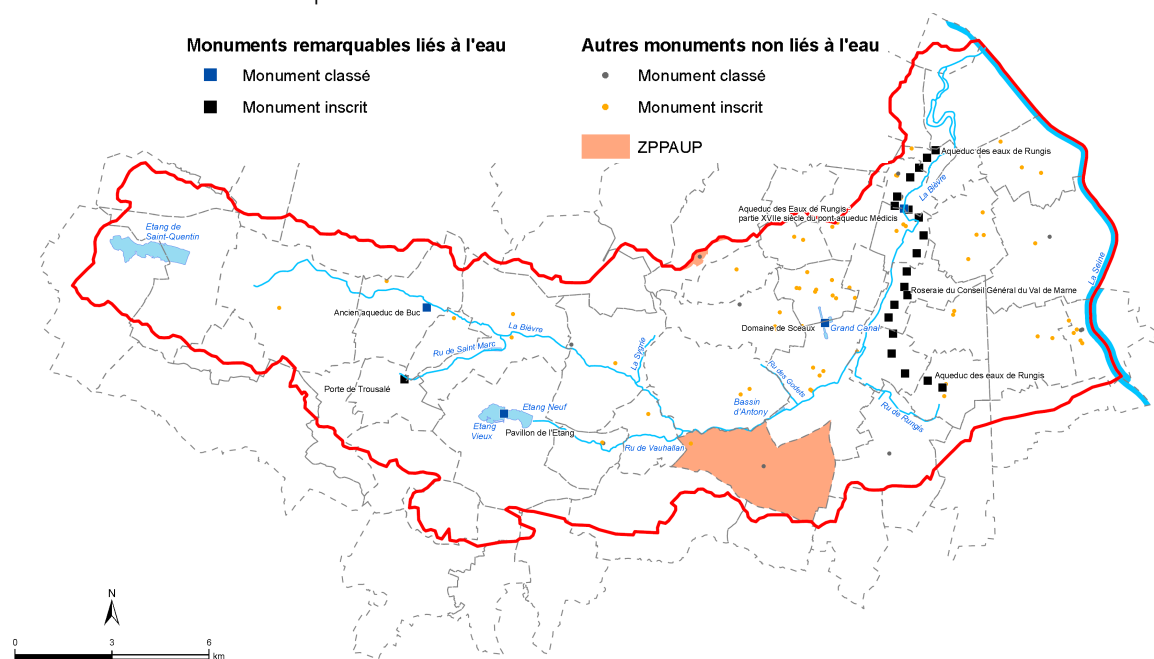 Monuments remarquables liés à l'eau
Monument classé
Monument inscrit
Autres monuments non liés à l'eau
Monument classé
Monument inscrit
ZPPAUP
Aqueduc des eaux de Rungis
La Bièvre
Aqueduc des Eaux de Rungis-
partie XVIIe siècle du pont-aqueduc Médicis
Etang de
Saint-Quentin
La Seine
Roseraie du Conseil Général du Val de Marne
Ancien aqueduc de Buc
La Bièvre
Domaine de Sceaux
Grand Canal
Ru de Saint Marc
La Sygrie
Porte de Trousalé
Ru des Godets
Aqueduc des eaux de Rungis
Etang Neuf
Bassin
d'Antony
Ru de Rungis
Etang
Vieux
Pavillon de l'Etang
Ru de Vauhallan
N
0
3
6
km